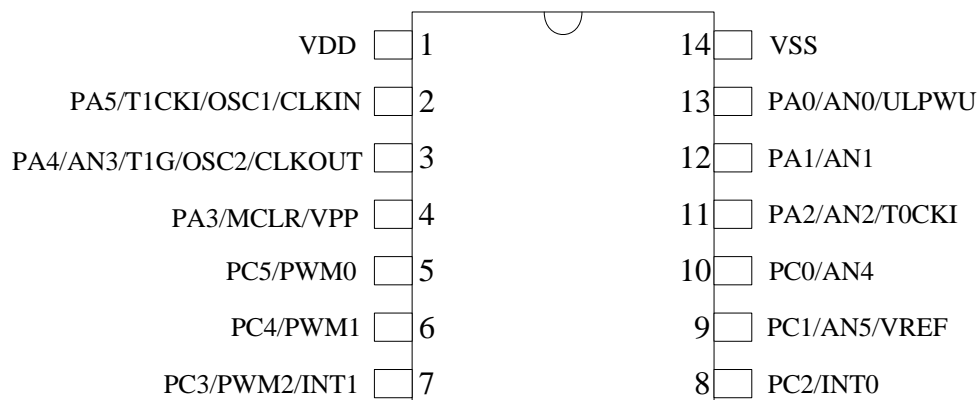 VDD 1 14 VSS
PA5/T1CKI/OSC1/CLKIN 2 13 PA0/AN0/ULPWU
PA4/AN3/T1G/OSC2/CLKOUT 3 12 PA1/AN1
PA3/MCLR/VPP 4 11 PA2/AN2/T0CKI
PC5/PWM0 5 10 PC0/AN4
PC4/PWM1 6 9 PC1/AN5/VREF
PC3/PWM2/INT1 7 8 PC2/INT0